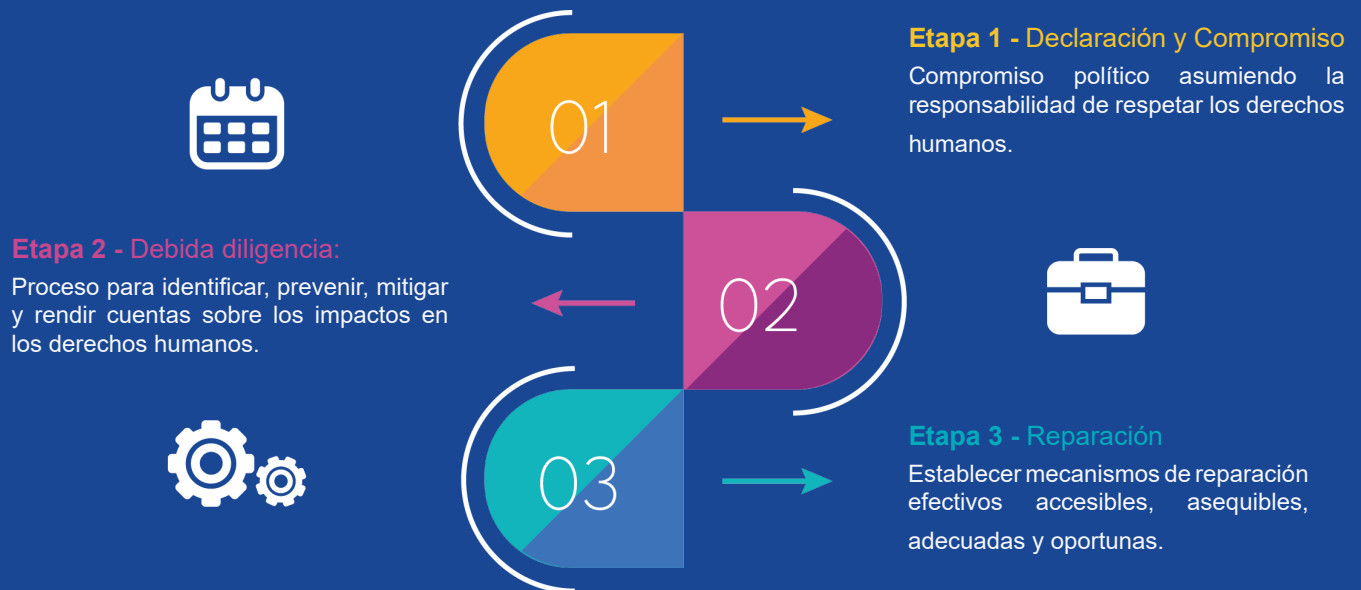 01
Etapa 1 - Declaración y Compromiso
Compromiso político asumiendo la
responsabilidad de respetar los derechos
humanos.
Etapa 2 - Debida diligencia:
Proceso para identificar, prevenir, mitigar
y rendir cuentas sobre los impactos en
los derechos humanos.
02
03
Etapa 3 - Reparación
Establecer mecanismos de reparación
efectivos accesibles, asequibles,
adecuadas y oportunas.